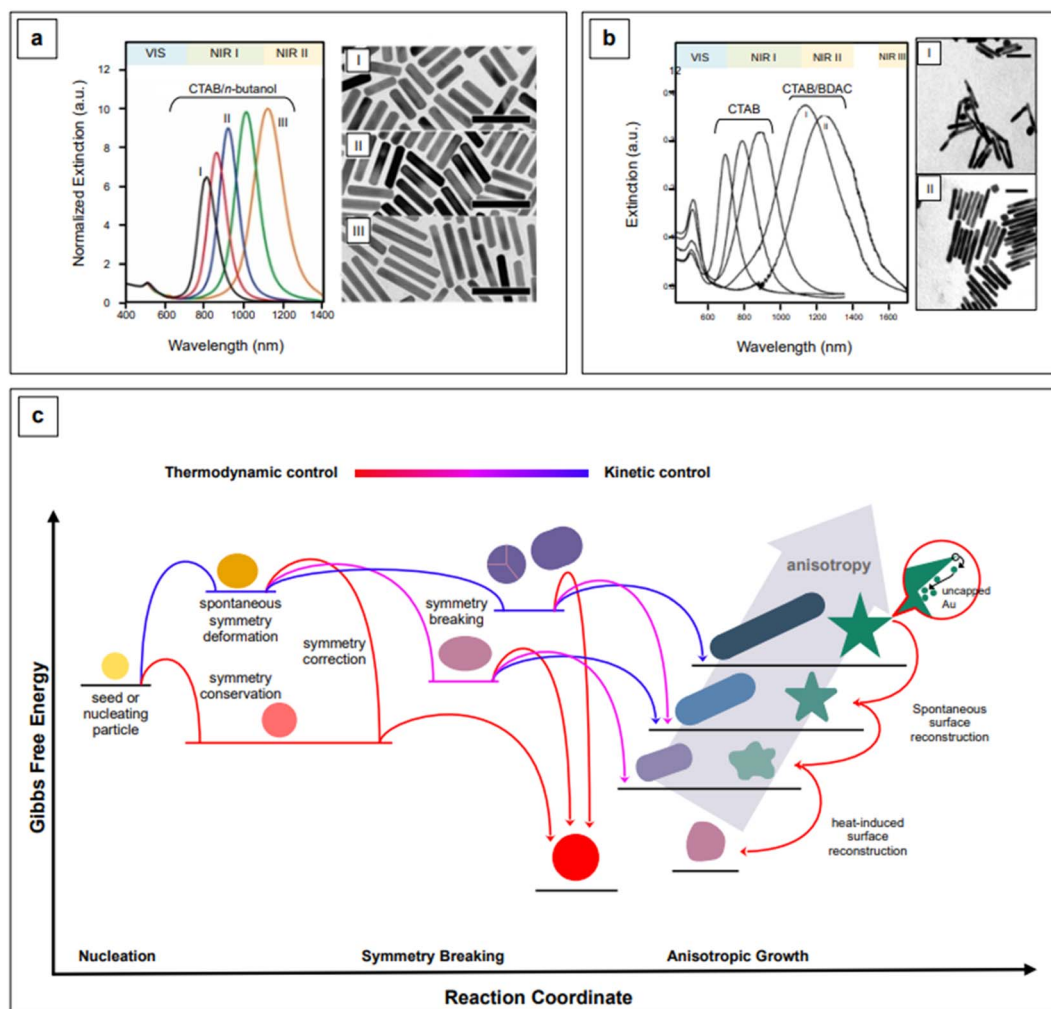 a
VIS NIR I NIR II
CTAB/n-butanol
12
10
8
6
4
2
0
I
II
III
400 600 800 1000 1200 1400
Normalized Extinction (a.u.)
Wavelength (nm)
I
II
III
b
VIS NIR I NIR II NIR III
CTAB
CTAB/BDAC
I
II
600 800 1000 1200 1400 1600
Extinction (a.u.)
Wavelength (nm)
I
II
c
Thermodynamic control Kinetic control
Gibbs Free Energy
seed or
nucleating
particle
spontaneous
symmetry
deformation
symmetry
conservation
symmetry
correction
symmetry
breaking
anisotropy
uncapped
Au
Spontaneous
surface
reconstruction
heat-induced
surface
reconstruction
Nucleation Symmetry Breaking Anisotropic Growth
Reaction Coordinate